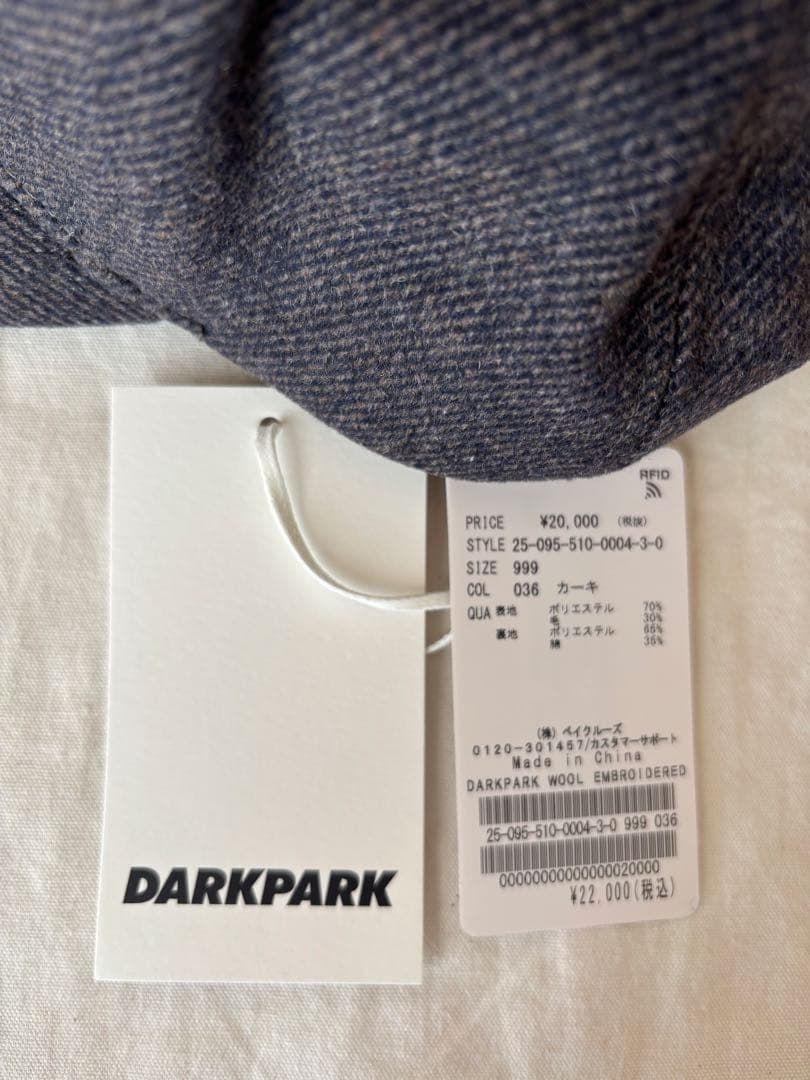 DARKPARK
RFID
PRICE ¥20,000 (税抜)
STYLE 25-095-510-0004-3-0
SIZE 999
COL 036 カーキ
QUA 表地 ポリエステル 70%
毛 30%
裏地 ポリエステル 65%
綿 35%
(株) ベイクルーズ
0120-301457/カスタマーサポート
Made in China
DARKPARK WOOL EMBROIDERED
25-095-510-0004-3-0 999 036
00000000000000020000
¥22,000(税込)